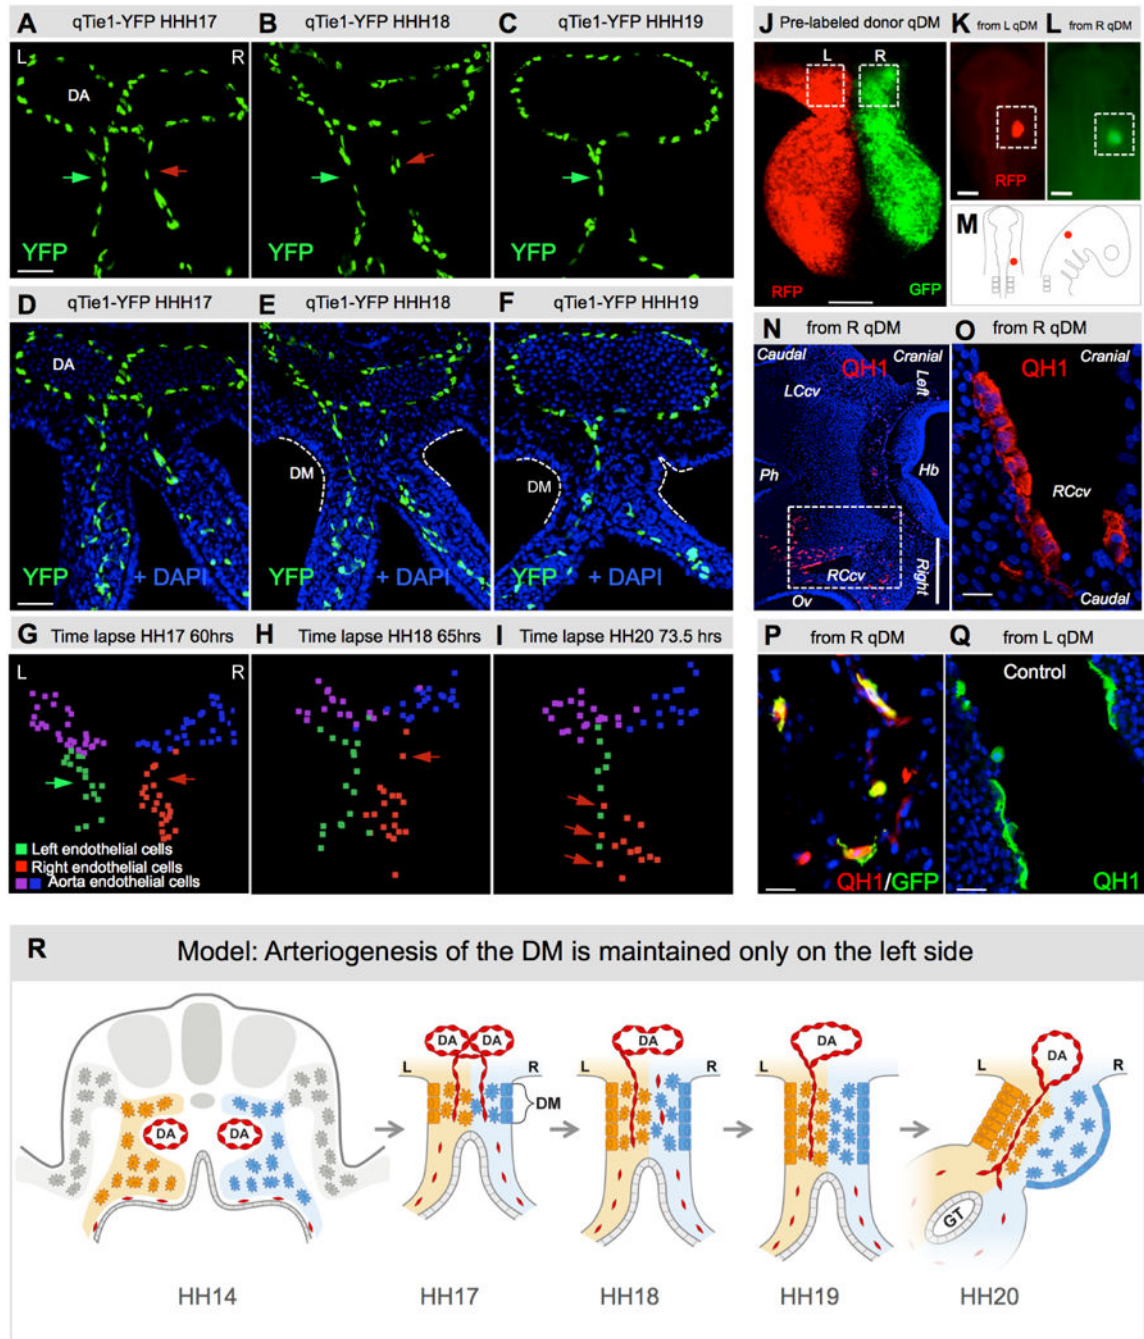 A qTie1-YFP HHH17
B qTie1-YFP HHH18
C qTie1-YFP HHH19
L R
DA
YFP
YFP
YFP
D qTie1-YFP HHH17
E qTie1-YFP HHH18
F qTie1-YFP HHH19
DA
DM
DM
YFP + DAPI
YFP + DAPI
YFP + DAPI
G Time lapse HH17 60hrs
H Time lapse HH18 65hrs
I Time lapse HH20 73.5 hrs
L R
Left endothelial cells
Right endothelial cells
Aorta endothelial cells
J Pre-labeled donor qDM
L R
RFP GFP
K from L qDM
L from R qDM
RFP
M
N from R qDM
Caudal Cranial
QH1
LCcv Left
Ph Hb
RCcv Right
Ov
O from R qDM
QH1 Cranial
RCcv
Caudal
P from R qDM
QH1/GFP
Q from L qDM
Control
QH1
R Model: Arteriogenesis of the DM is maintained only on the left side
DA DA
HH14
DA DA
L R
DM
HH17
DA
L R
HH18
DA
L R
HH19
DA
L R
GT
HH20